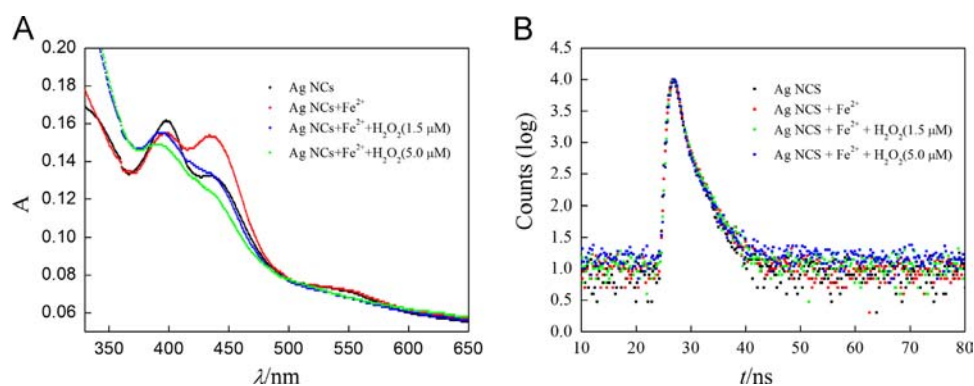 A
0.20
0.18
0.16
0.14
0.12
0.10
0.08
0.06
A
350 400 450 500 550 600 650
λ/nm
Ag NCs
Ag NCs+Fe²⁺
Ag NCs+Fe²⁺+H₂O₂(1.5 μM)
Ag NCs+Fe²⁺+H₂O₂(5.0 μM)
B
4.5
4.0
3.5
3.0
2.5
2.0
1.5
1.0
0.5
0.0
Counts (log)
10 20 30 40 50 60 70 80
t/ns
Ag NCS
Ag NCS + Fe²⁺
Ag NCS + Fe²⁺ + H₂O₂(1.5 μM)
Ag NCS + Fe²⁺ + H₂O₂(5.0 μM)